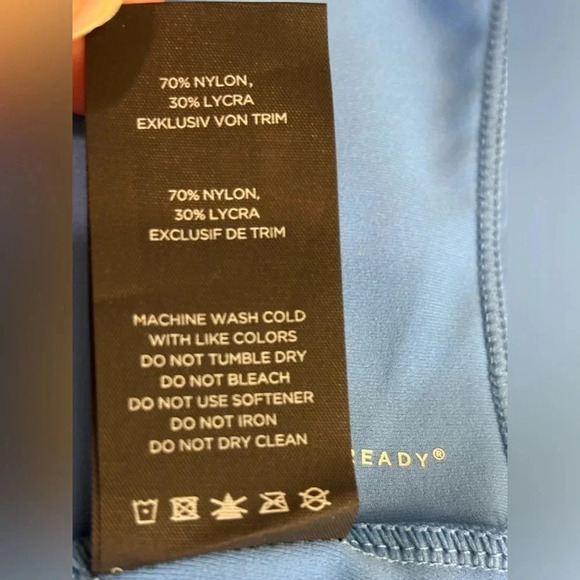 70% NYLON,
30% LYCRA
EXKLUSIV VON TRIM
70% NYLON,
30% LYCRA
EXCLUSIF DE TRIM
MACHINE WASH COLD
WITH LIKE COLORS
DO NOT TUMBLE DRY
DO NOT BLEACH
DO NOT USE SOFTENER
DO NOT IRON
DO NOT DRY CLEAN
READY®